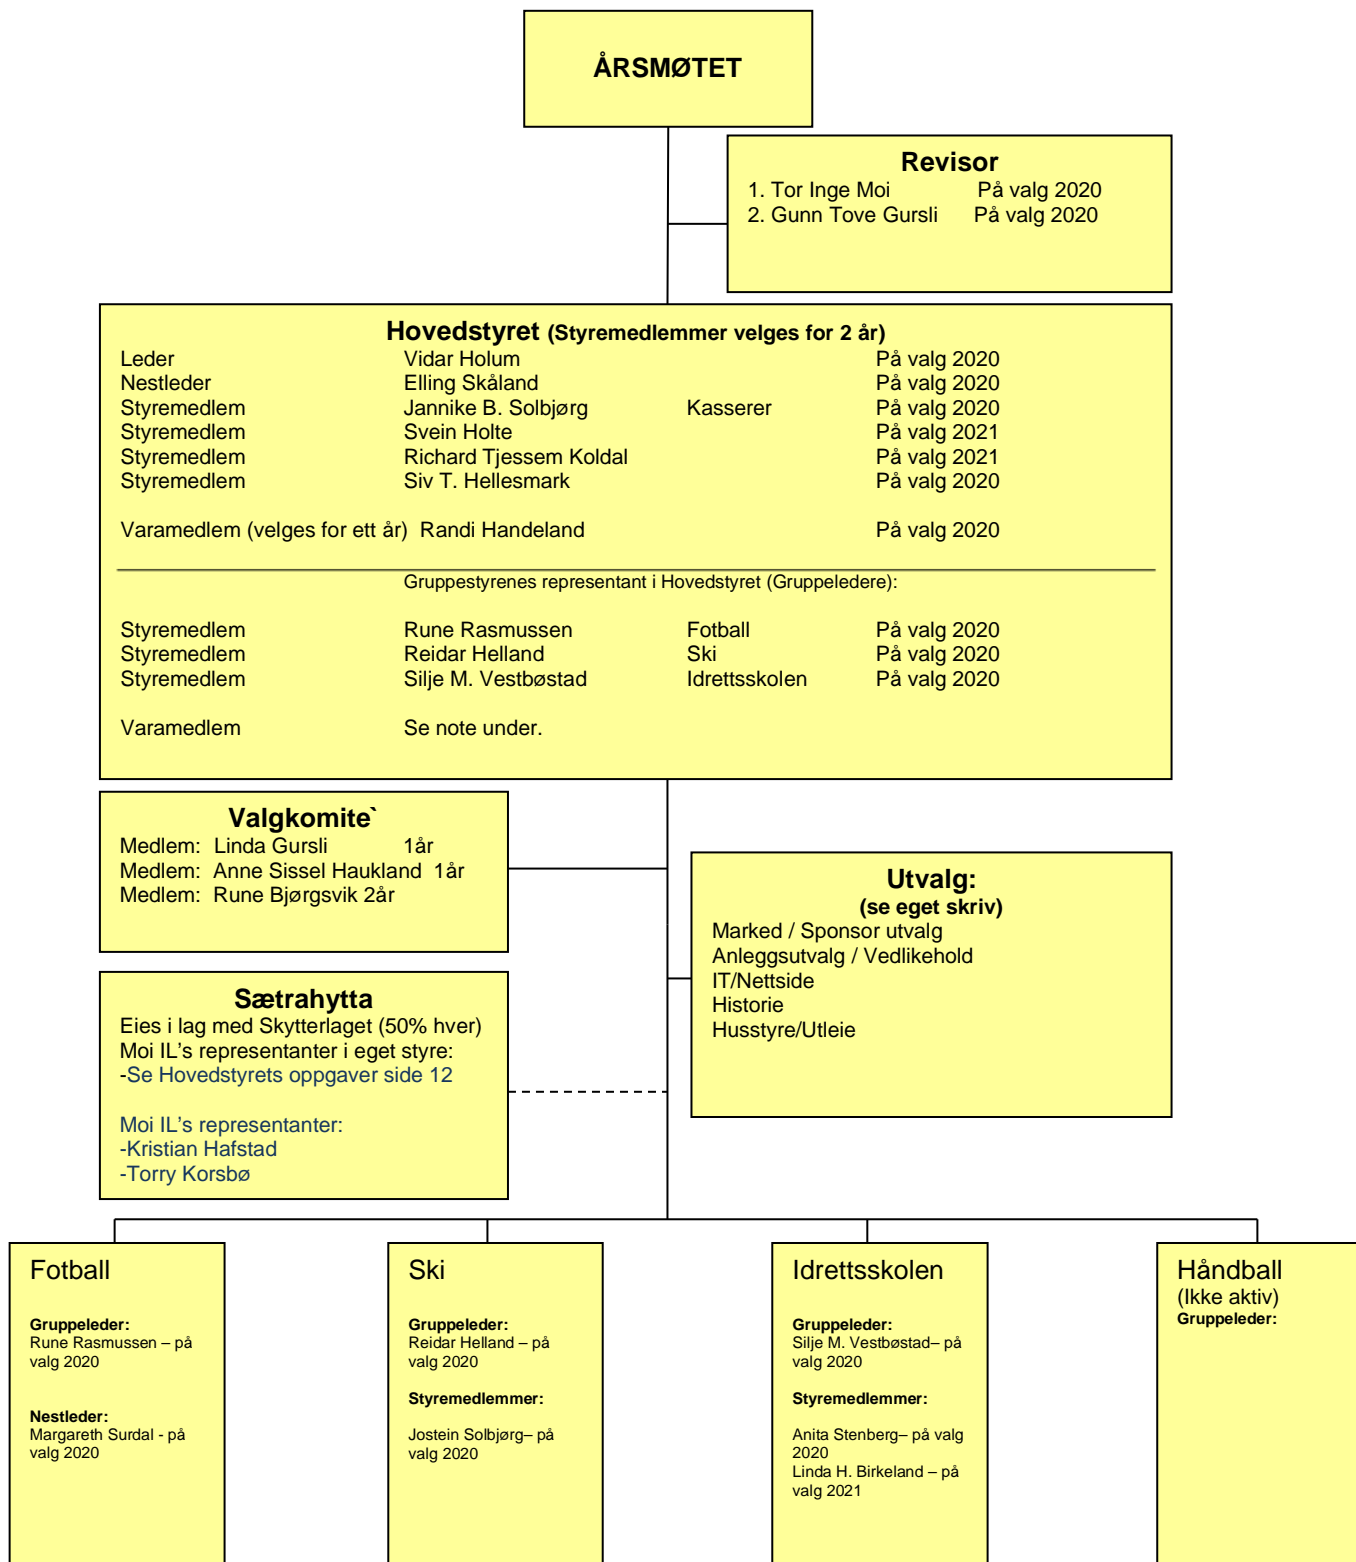 ÅRSMØTET
Revisor
1. Tor Inge Moi På valg 2020
2. Gunn Tove Gursli På valg 2020
Hovedstyret (Styremedlemmer velges for 2 år)
Leder Vidar Holum På valg 2020
Nestleder Elling Skåland På valg 2020
Styremedlem Jannike B. Solbjørg Kasserer På valg 2020
Styremedlem Svein Holte På valg 2021
Styremedlem Richard Tjessem Koldal På valg 2021
Styremedlem Siv T. Hellesmark På valg 2020
Varamedlem (velges for ett år) Randi Handeland På valg 2020
Gruppestyrenes representant i Hovedstyret (Gruppeledere):
Styremedlem Rune Rasmussen Fotball På valg 2020
Styremedlem Reidar Helland Ski På valg 2020
Styremedlem Silje M. Vestbøstad Idrettsskolen På valg 2020
Varamedlem Se note under.
Valgkomite`
Medlem: Linda Gursli 1år
Medlem: Anne Sissel Haukland 1år
Medlem: Rune Bjørgsvik 2år
Utvalg:
(se eget skriv)
Marked / Sponsor utvalg
Anleggsutvalg / Vedlikehold
IT/Nettside
Historie
Husstyre/Utleie
Sætrahytta
Eies i lag med Skytterlaget (50% hver)
Moi IL's representanter i eget styre:
-Se Hovedstyrets oppgaver side 12
Moi IL's representanter:
-Kristian Hafstad
-Torry Korsbø
Fotball
Gruppeleder:
Rune Rasmussen – på
valg 2020
Nestleder:
Margareth Surdal - på
valg 2020
Ski
Gruppeleder:
Reidar Helland – på
valg 2020
Styremedlemmer:
Jostein Solbjørg– på
valg 2020
Idrettsskolen
Gruppeleder:
Silje M. Vestbøstad– på
valg 2020
Styremedlemmer:
Anita Stenberg– på valg
2020
Linda H. Birkeland – på
valg 2021
Håndball
(Ikke aktiv)
Gruppeleder: